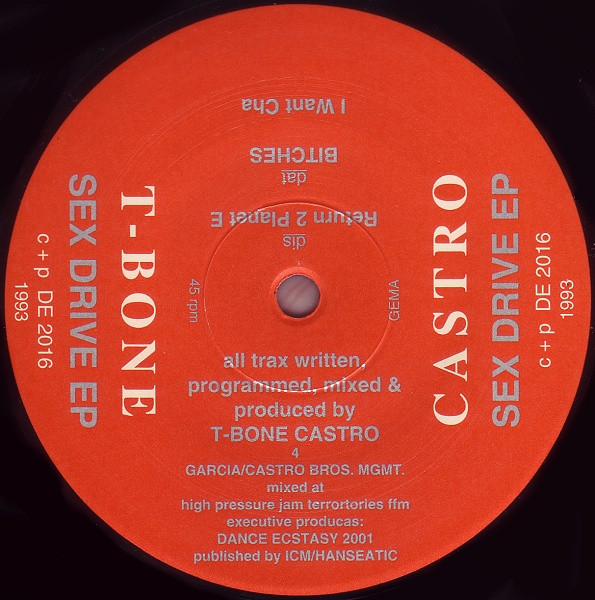 T-BONE
SEX DRIVE EP
c + p DE 2016
1993
CASTRO
SEX DRIVE EP
c + p DE 2016
1993
dis
Return 2 Planet E
dat
BITCHES
I Want Cha
45 rpm
GEMA
all trax written,
programmed, mixed &
produced by
T-BONE CASTRO
4
GARCIA/CASTRO BROS. MGMT.
mixed at
high pressure jam terrortories ffm
executive producas:
DANCE ECSTASY 2001
published by ICM/HANSEATIC